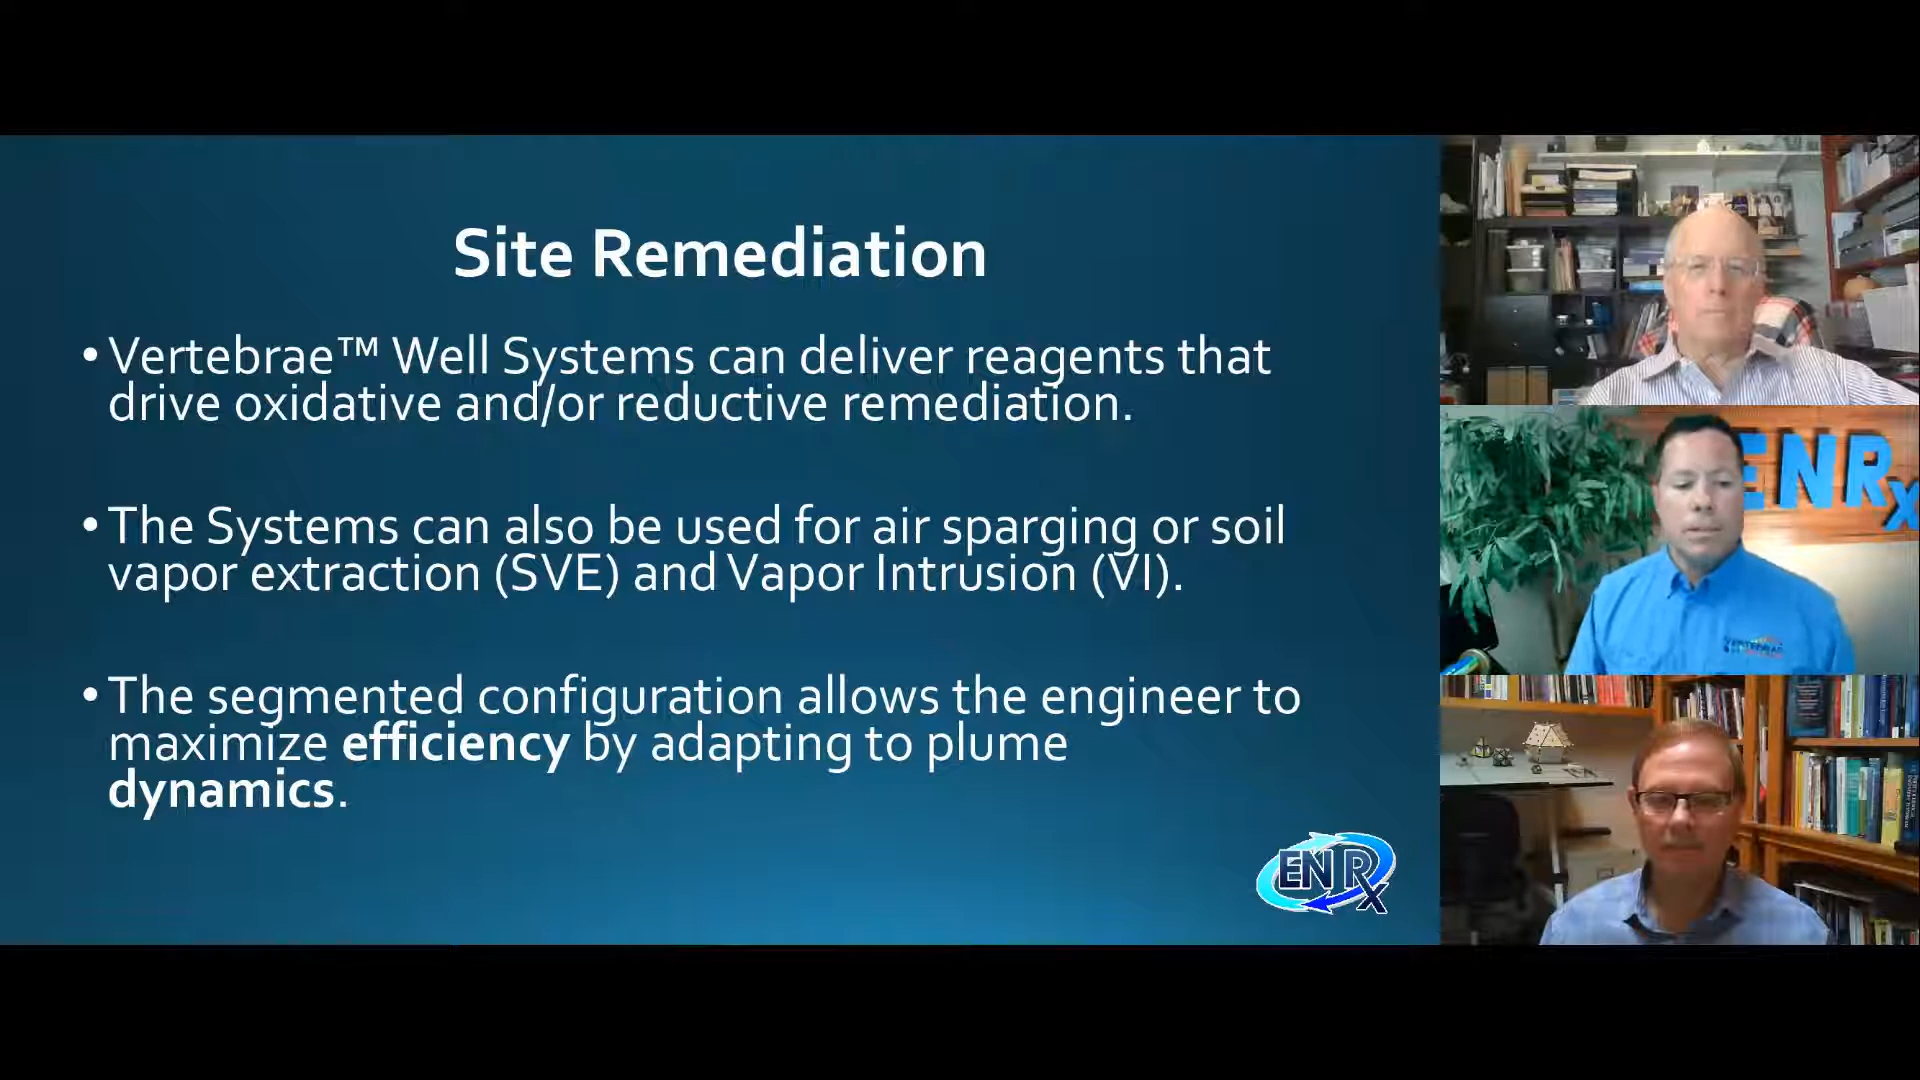 Site Remediation
• Vertebrae™ Well Systems can deliver reagents that
drive oxidative and/or reductive remediation.
• The Systems can also be used for air sparging or soil
vapor extraction (SVE) and Vapor Intrusion (VI).
• The segmented configuration allows the engineer to
maximize efficiency by adapting to plume
dynamics.
EN Rx
ENRx